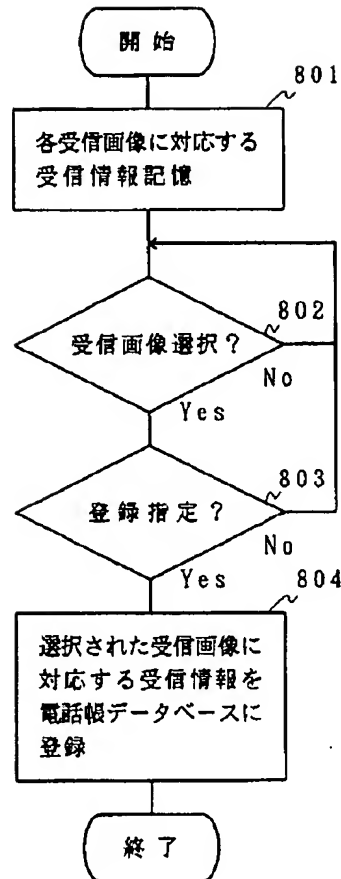 開始
801
各受信画像に対応する
受信情報記憶
802
受信画像選択?
No
Yes
803
登録指定?
No
Yes
804
選択された受信画像に
対応する受信情報を
電話帳データベースに
登録
終了